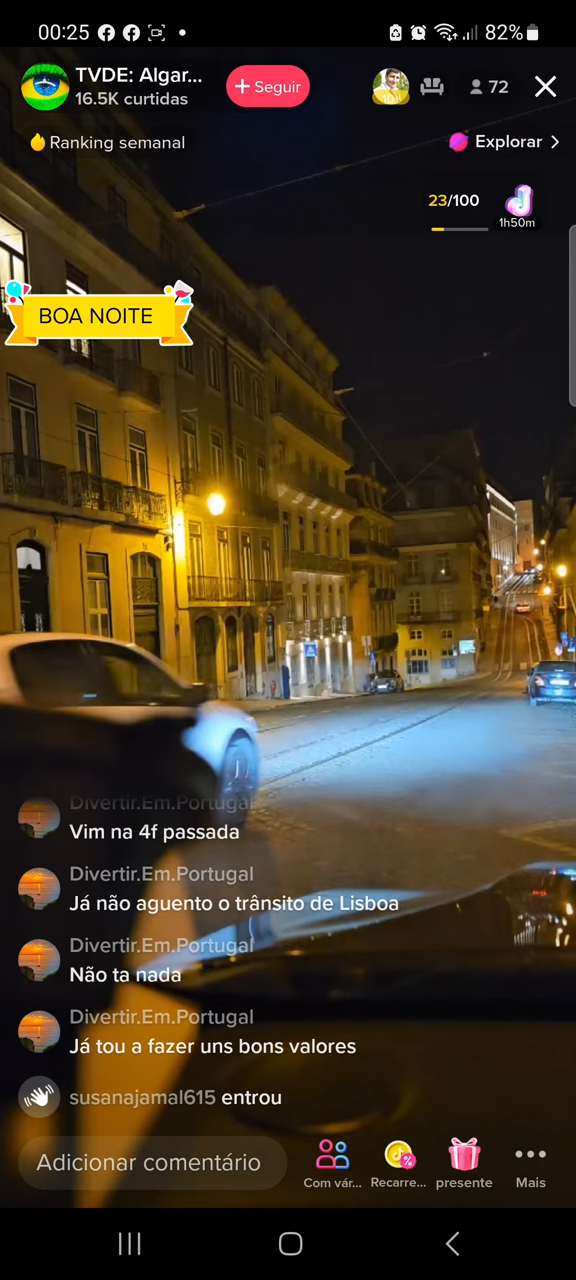 00:25
82%
TVDE: Algar...
16.5K curtidas
+ Seguir
72
Ranking semanal
Explorar
23/100
1h50m
BOA NOITE
Divertir.Em.Portugal
Vim na 4f passada
Divertir.Em.Portugal
Já não aguento o trânsito de Lisboa
Divertir.Em.Portugal
Não ta nada
Divertir.Em.Portugal
Já tou a fazer uns bons valores
susanajamal615 entrou
Adicionar comentário
Com vár...
Recarre...
presente
Mais